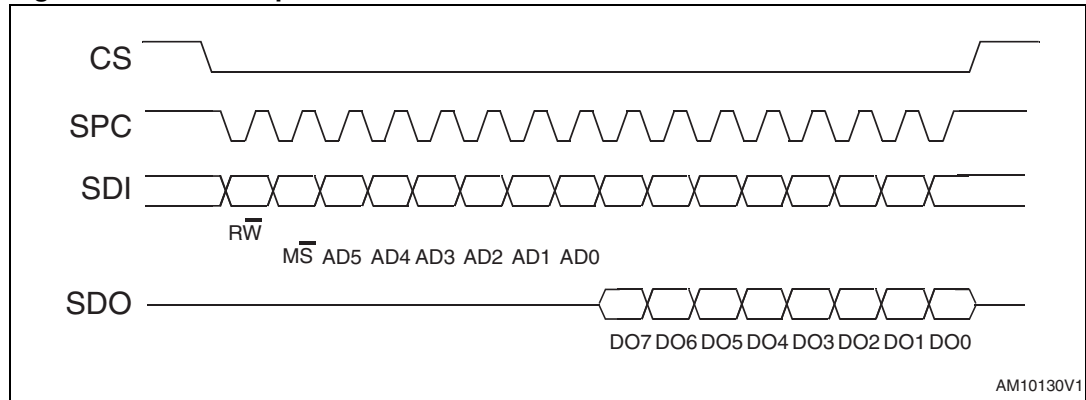 CS
SPC
SDI
RW
MS AD5 AD4 AD3 AD2 AD1 AD0
SDO
DO7 DO6 DO5 DO4 DO3 DO2 DO1 DO0
AM10130V1